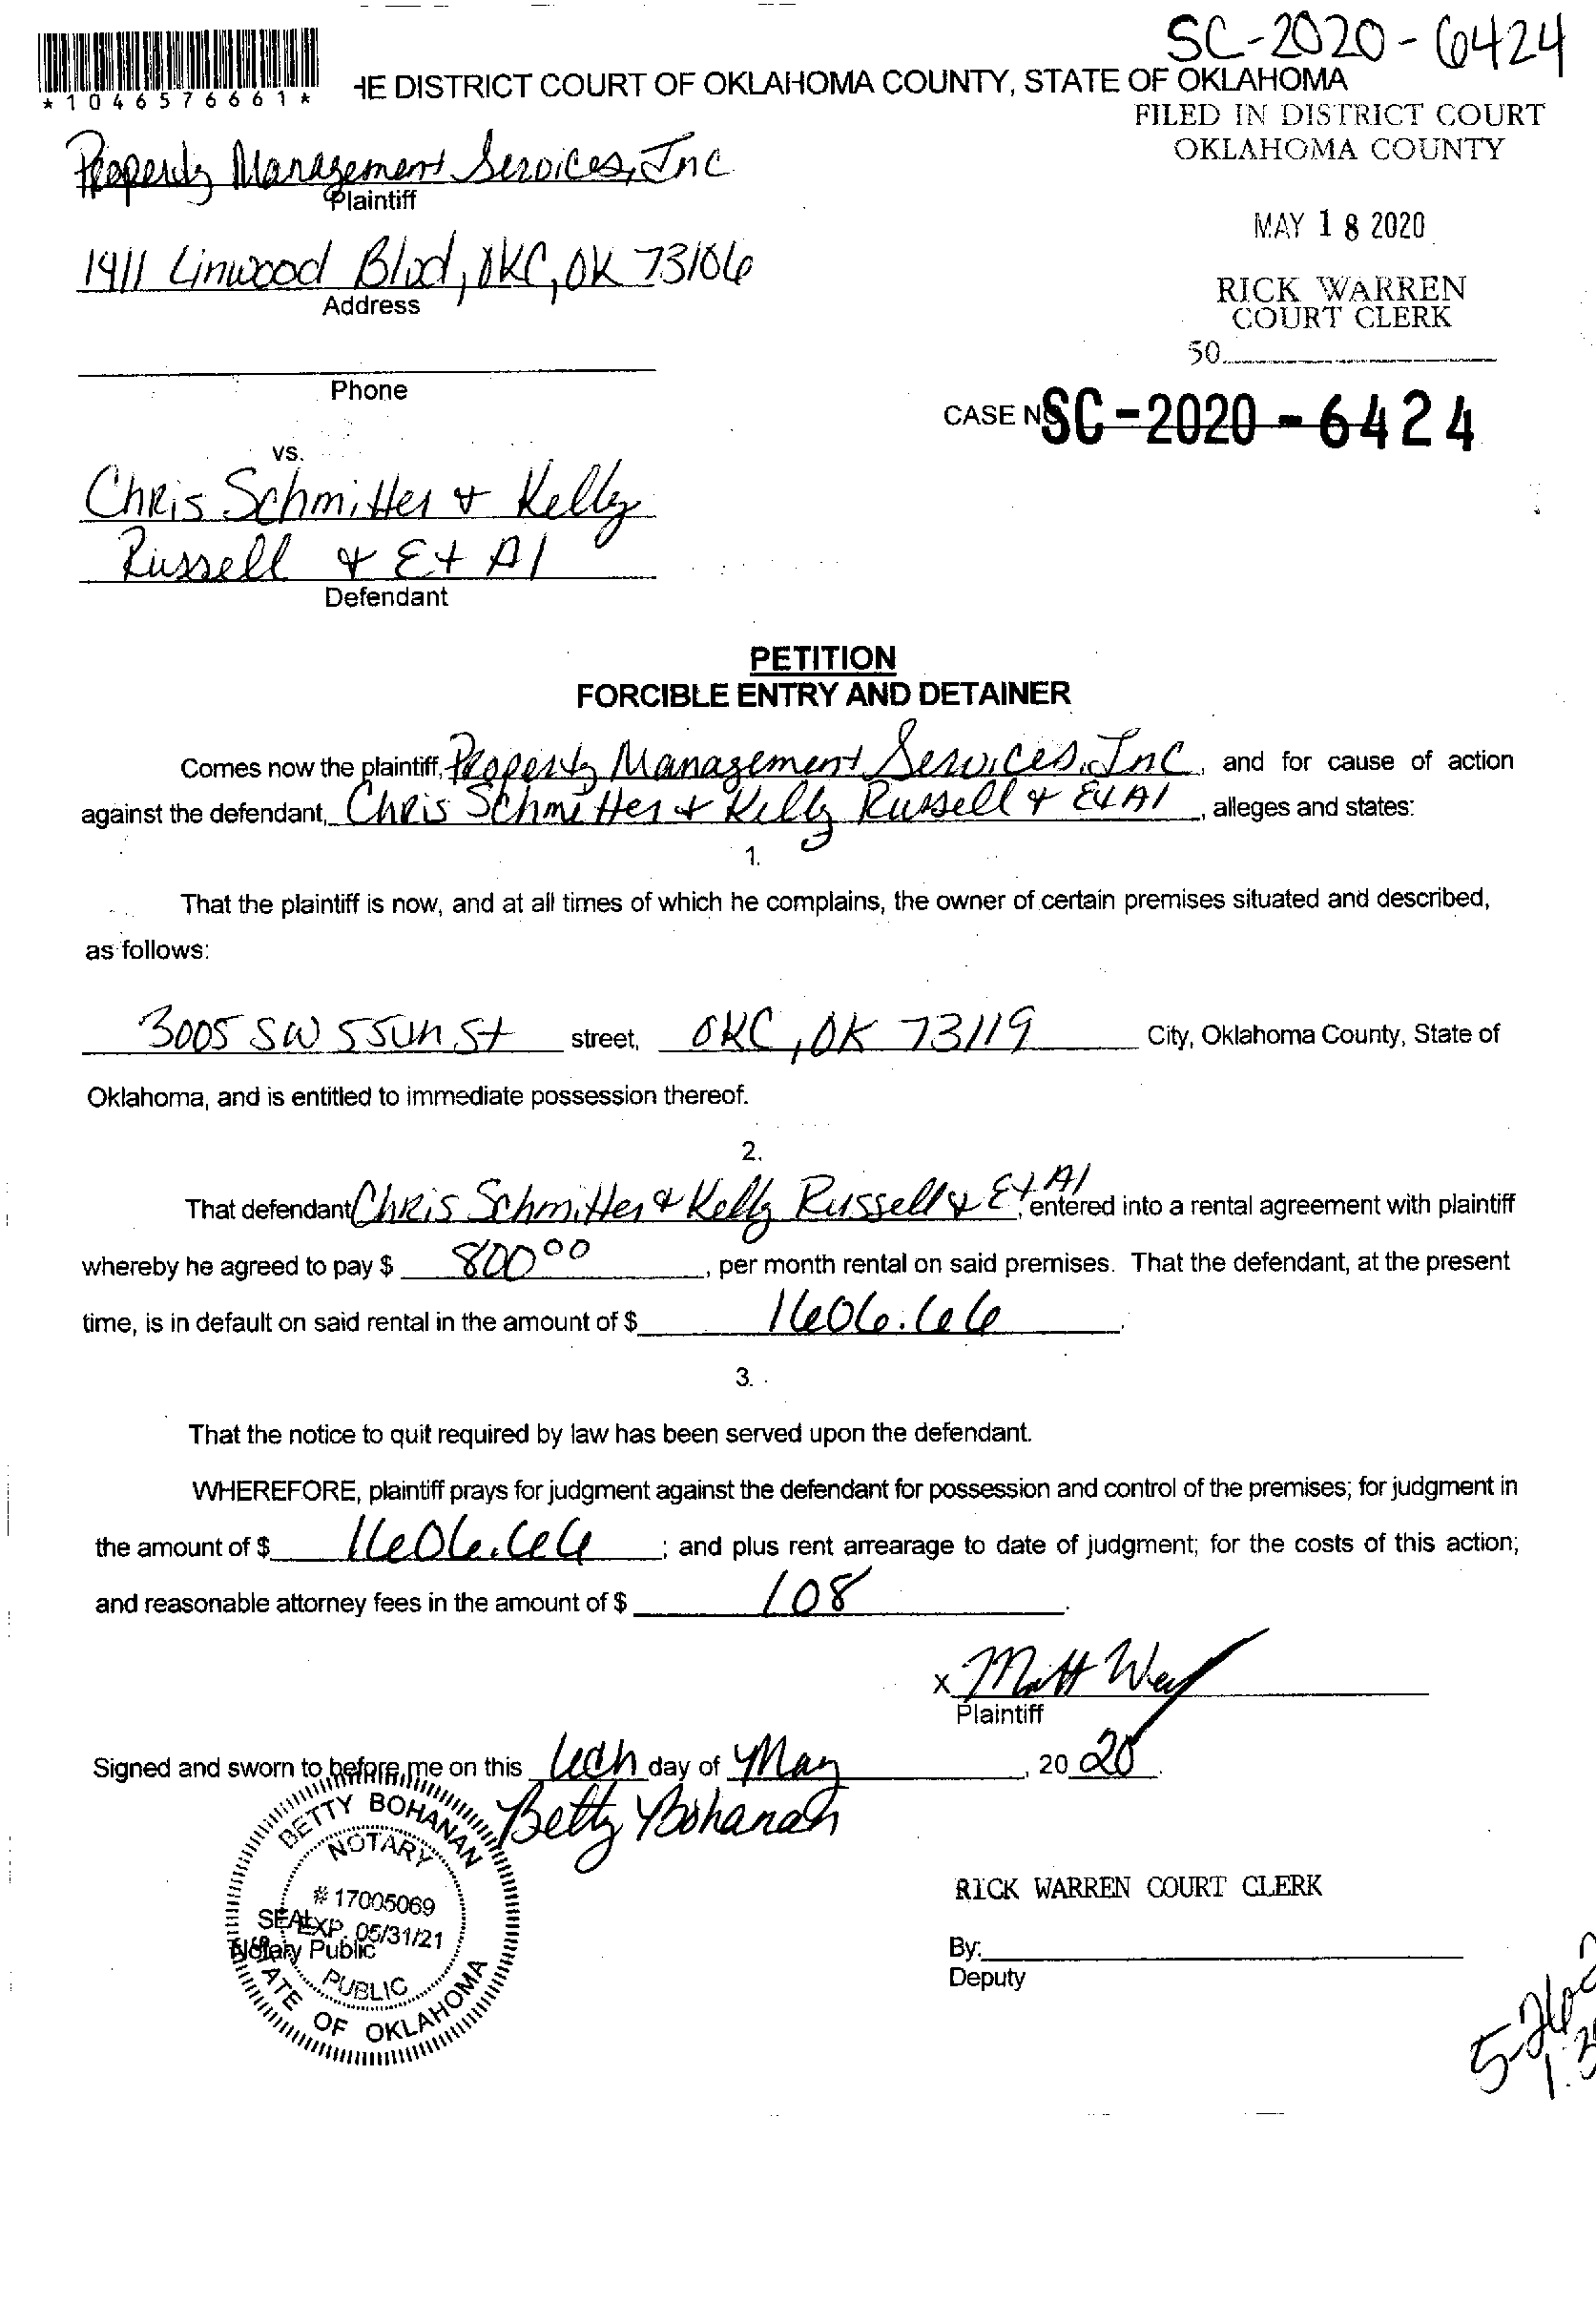 SC-2020-6424
*1046576661*
HE DISTRICT COURT OF OKLAHOMA COUNTY, STATE OF OKLAHOMA
FILED IN DISTRICT COURT
OKLAHOMA COUNTY
Property Management Services, Inc
Plaintiff
MAY 18 2020
1911 Linwood Blvd, OKC, OK 73106
Address
RICK WARREN
COURT CLERK
50
Phone
CASE NO SC-2020-6424
vs.
Chris Schmitter & Kelly
Russell & Et Al
Defendant
PETITION
FORCIBLE ENTRY AND DETAINER
Comes now the plaintiff, Property Management Services, Inc, and for cause of action
against the defendant, Chris Schmitter & Kelly Russell & Et Al, alleges and states:
1.
That the plaintiff is now, and at all times of which he complains, the owner of certain premises situated and described,
as follows:
3005 SW 55th St street, OKC, OK 73119 City, Oklahoma County, State of
Oklahoma, and is entitled to immediate possession thereof.
2.
That defendant Chris Schmitter & Kelly Russell & Et Al, entered into a rental agreement with plaintiff
whereby he agreed to pay $ 800 00, per month rental on said premises. That the defendant, at the present
time, is in default on said rental in the amount of $ 1606.66.
3.
That the notice to quit required by law has been served upon the defendant.
WHEREFORE, plaintiff prays for judgment against the defendant for possession and control of the premises; for judgment in
the amount of $ 1606.66; and plus rent arrearage to date of judgment; for the costs of this action;
and reasonable attorney fees in the amount of $ 108.
x Matt
Plaintiff
Signed and sworn to before me on this day of May, 20 20.
Betty Bohanan
BETTY BOHANAN
NOTARY
# 17005069
SEAL EXP. 05/31/21
Notary Public
PUBLIC
STATE OF OKLAHOMA
RICK WARREN COURT CLERK
By:
Deputy